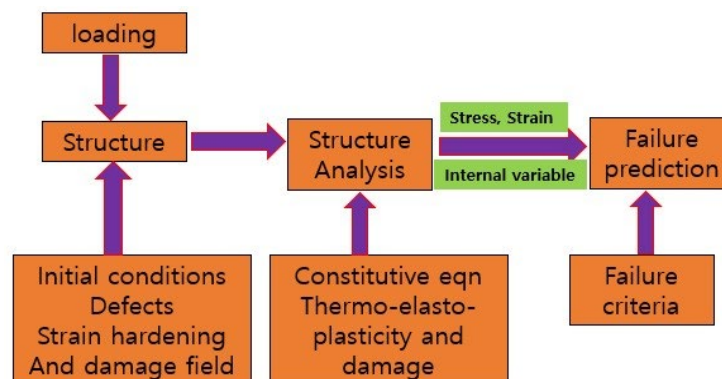 loading
Structure
Structure
Analysis
Stress, Strain
Internal variable
Failure
prediction
Initial conditions
Defects
Strain hardening
And damage field
Constitutive eqn
Thermo-elasto-
plasticity and
damage
Failure
criteria